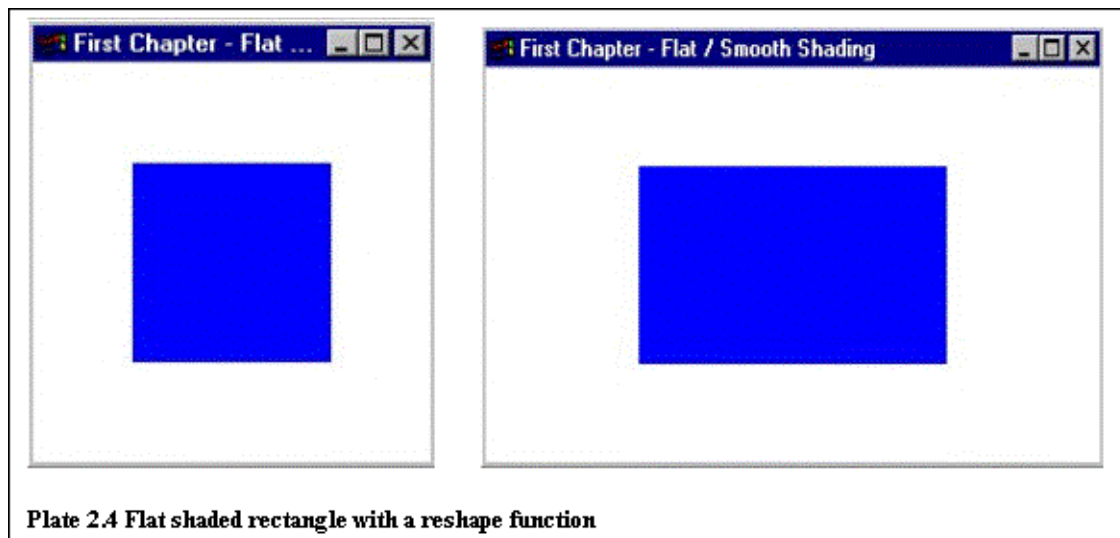 First Chapter - Flat ...
First Chapter - Flat / Smooth Shading
Plate 2.4 Flat shaded rectangle with a reshape function